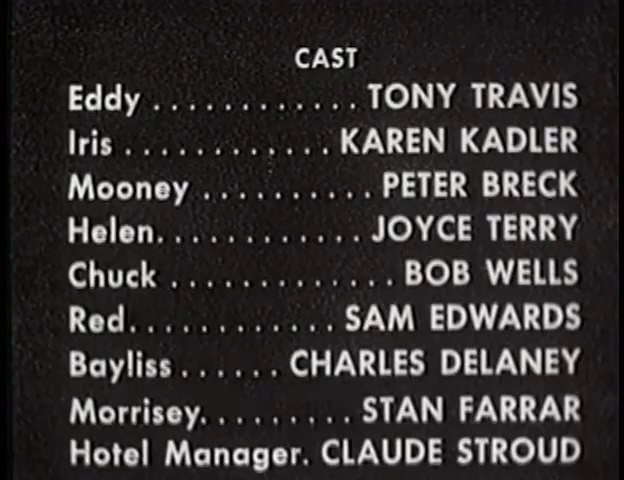 CAST
Eddy ............ TONY TRAVIS
Iris ............ KAREN KADLER
Mooney .......... PETER BRECK
Helen............ JOYCE TERRY
Chuck ............. BOB WELLS
Red............ SAM EDWARDS
Bayliss ...... CHARLES DELANEY
Morrisey......... STAN FARRAR
Hotel Manager. CLAUDE STROUD